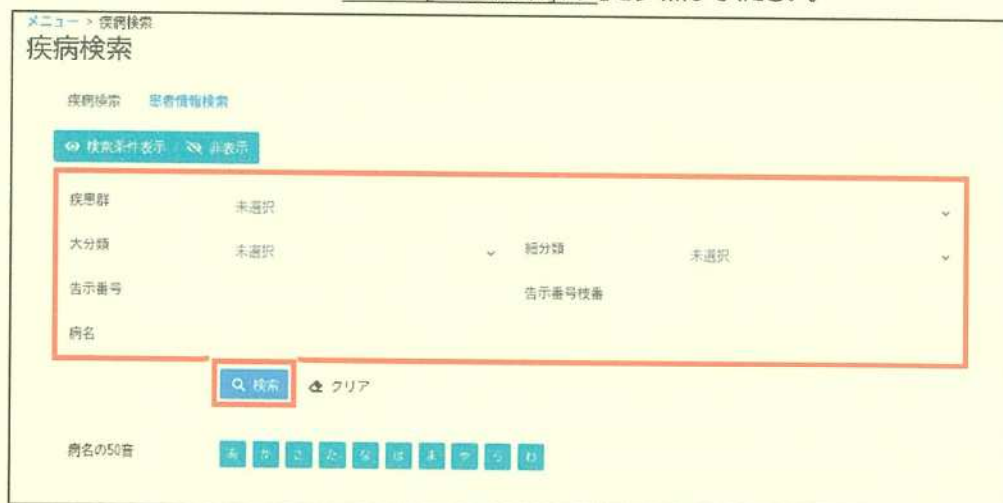 メニュー > 疾病検索
疾病検索
疾病検索 患者情報検索
検索条件表示 / 非表示
疾患群 未選択
大分類 未選択 細分類 未選択
告示番号 告示番号枝番
病名
検索 クリア
病名の50音 あ か さ た な は ま や ら わ